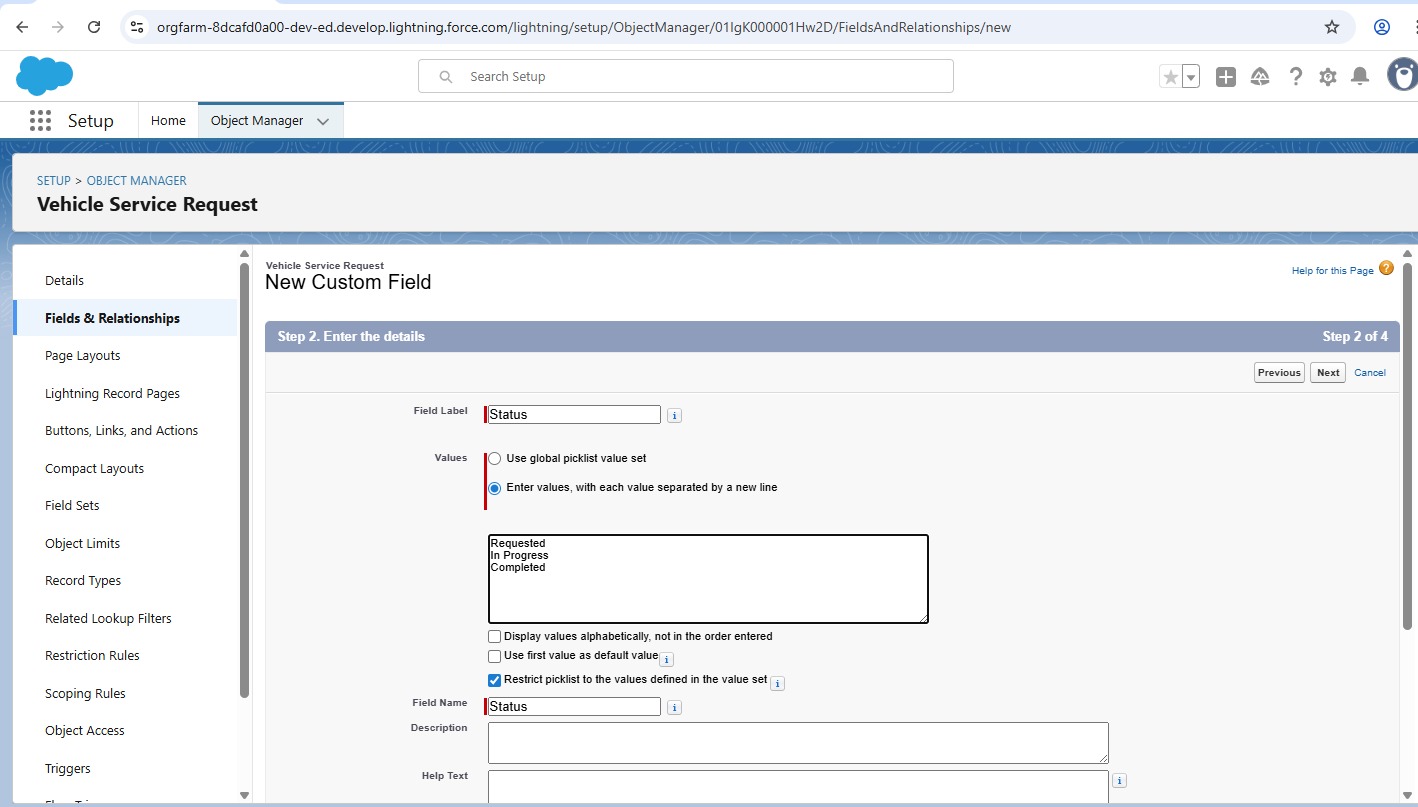 orgfarm-8dcafd0a00-dev-ed.develop.lightning.force.com/lightning/setup/ObjectManager/01IgK000001Hw2D/FieldsAndRelationships/new
Search Setup
Setup
Home
Object Manager
SETUP > OBJECT MANAGER
Vehicle Service Request
Details
Fields & Relationships
Page Layouts
Lightning Record Pages
Buttons, Links, and Actions
Compact Layouts
Field Sets
Object Limits
Record Types
Related Lookup Filters
Restriction Rules
Scoping Rules
Object Access
Triggers
Vehicle Service Request
New Custom Field
Help for this Page
Step 2. Enter the details
Step 2 of 4
Previous
Next
Cancel
Field Label
Status
Values
Use global picklist value set
Enter values, with each value separated by a new line
Requested
In Progress
Completed
Display values alphabetically, not in the order entered
Use first value as default value
Restrict picklist to the values defined in the value set
Field Name
Status
Description
Help Text